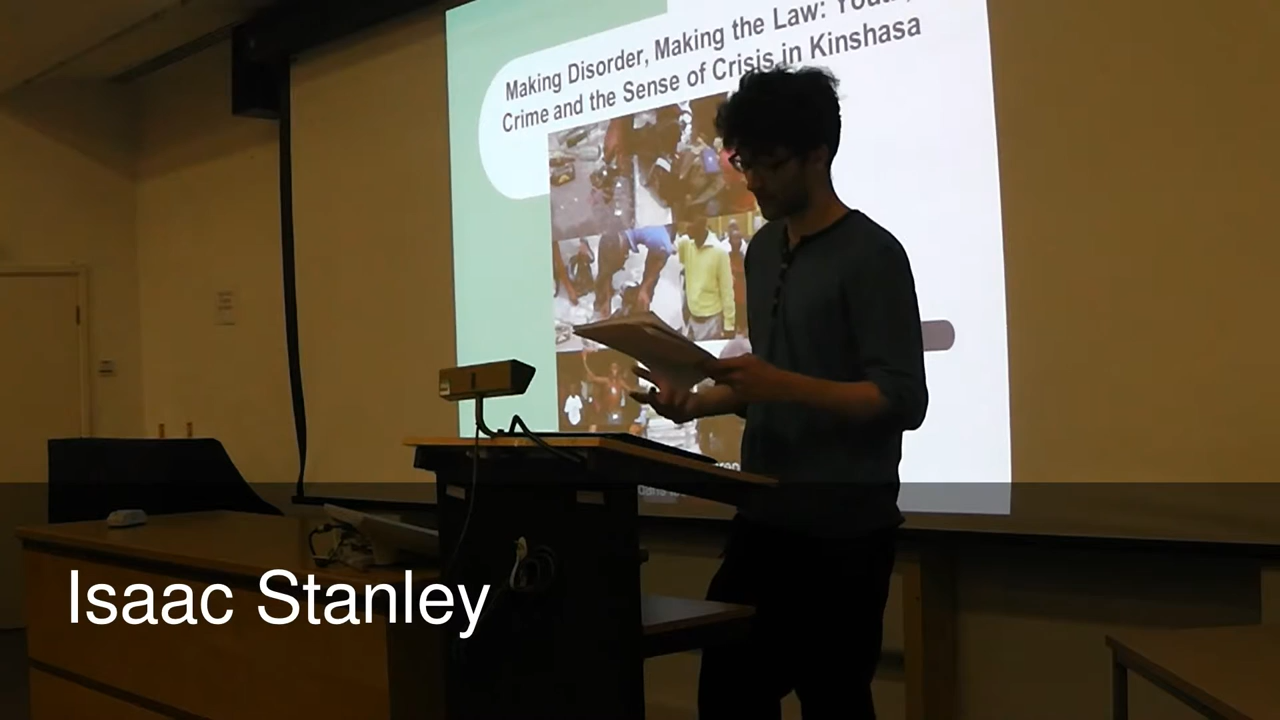 Making Disorder, Making the Law: Youth,
Crime and the Sense of Crisis in Kinshasa
Isaac Stanley